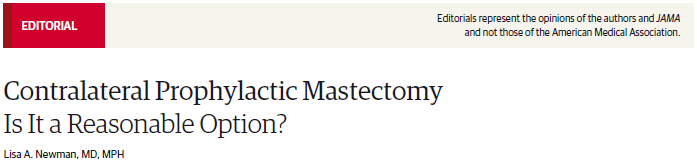 EDITORIAL
Editorials represent the opinions of the authors and JAMA
and not those of the American Medical Association.
Contralateral Prophylactic Mastectomy
Is It a Reasonable Option?
Lisa A. Newman, MD, MPH